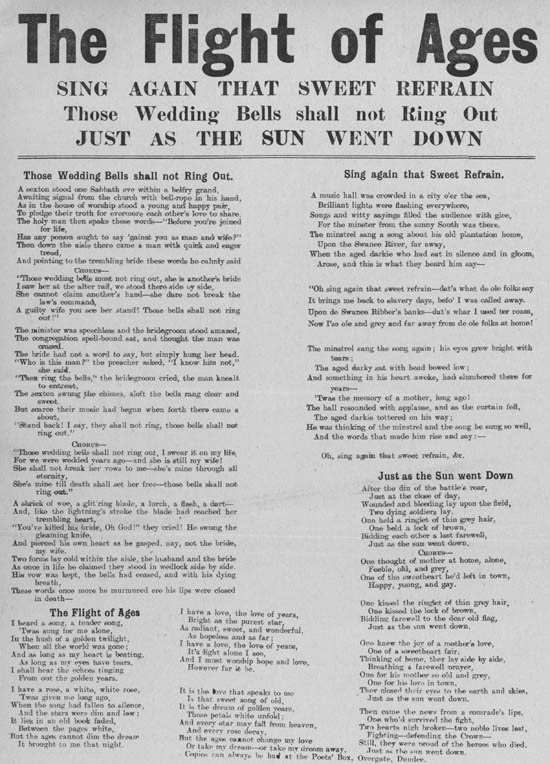 The Flight of Ages
SING AGAIN THAT SWEET REFRAIN
Those Wedding Bells shall not Ring Out
JUST AS THE SUN WENT DOWN
Those Wedding Bells shall not Ring Out.
A sexton stood one Sabbath eve within a belfry grand,
Awaiting signal from the church with bell-rope in his hand,
As in the house of worship stood a young and happy pair,
To pledge their troth for evermore each other's love to share.
The holy man then spake these words—"Before you're joined
for life,
Has any person aught to say 'gainst you as man and wife?"
Then down the aisle there came a man with quick and eager
tread,
And pointing to the trembling bride these words he calmly said
CHORUS—
"Those wedding bells must not ring out, she is another's bride
I saw her at the alter rail, we stood there side by side,
She cannot claim another's hand—she dare not break the
law's command,
A guilty wife you see her stand! Those bells shall not ring
out!"
The minister was speechless and the bridegroom stood amazed,
The congregation spell-bound sat, and thought the man was
crazed.
The bride had not a word to say, but simply hung her head.
"Who is this man?" the preacher asked, "I know him not,"
she said.
"Then ring the bells," the bridegroom cried, the man knealt
to entreat,
The sexton swung the chimes, aloft the bells rang clear and
sweet.
But scarce their music had begun when forth there came a
shout,
"Stand back! I say, they shall not ring, those bells shall not
ring out."
CHORUS—
"Those wedding bells shall not ring out, I swear it on my life,
For we were wedded years ago—and she is still my wife!
She shall not break her vows to me—she's mine through all
eternity,
She's mine till death shall set her free—those bells shall not
ring out."
A shriek of woe, a glit'ring blade, a lurch, a flash, a dart—
And, like the lightning's stroke the blade had reached her
trembling heart,
"You've killed his bride, Oh God!" they cried! He swung the
gleaming knife,
And pierced his own heart as he gasped, nay, not the bride,
my wife.
Two forms lay cold within the aisle, the husband and the bride
As once in life he claimed they stood in wedlock side by side.
His vow was kept, the bells had ceased, and with his dying
breath,
These words once more he murmured ere his lips were closed
in death—
The Flight of Ages
I heard a song, a tender song,
'Twas sung for me alone,
In the hush of a golden twilight,
When all the world was gone;
And as long as my heart is beating,
As long as my eyes have tears,
I shall hear the echoes ringing
From out the golden years.
I have a rose, a white, white rose,
'Twas given me long ago,
When the song had fallen to silence,
And the stars were dim and low;
It lies in an old book faded,
Between the pages white,
But the ages cannot dim the dream
It brought to me that night.
I have a love, the love of years,
Bright as the purest star,
As radiant, sweet, and wonderful,
As hopeless and as far;
I have a love, the love of years,
It's light alone I see,
And I must worship hope and love,
However far it be.
It is the love that speaks to me
Is that sweet song of old,
It is the dream of golden years,
Those petals white unfold;
And every star may fall from heaven,
And every rose decay,
But the ages cannot change my love
Or take my dream—or take my dream away.
Sing again that Sweet Refrain.
A music hall was crowded in a city o'er the sea,
Brilliant lights were flashing everywhere,
Songs and witty sayings filled the audience with glee,
For the minster from the sunny South was there.
The minstrel sang a song about his old plantation home,
Upon the Swanee River, far away,
When the aged darkie who had sat in silence and in gloom,
Arose, and this is what they heard him say—
"Oh sing again that sweet refrain—dat's what de ole folks say
It brings me back to slavery days, befo' I was called away.
Upon de Swanee Ribber's banks—dat's whar I used ter roam,
Now I'se ole and grey and far away from de ole folks at home!
The minstrel sang the song again; his eyes grew bright with
tears;
The aged darky sat with head bowed low;
And something in his heart awoke, had slumbered there for
years—
'Twas the memory of a mother, long ago!
The hall resounded with applause, and as the curtain fell,
The aged darkie tottered on his way;
He was thinking of the minstrel and the song he sung so well,
And the words that made him rise and say:—
Oh, sing again that sweet refrain, &c.
Just as the Sun went Down
After the din of the battle's roar,
Just at the close of day,
Wounded and bleeding lay upon the field,
Two dying soldiers lay.
One held a ringlet of thin grey hair,
One held a lock of brown,
Bidding each other a last farewell,
Just as the sun went down.
CHORUS—
One thought of mother at home, alone,
Feeble, old, and grey,
One of the sweetheart he'd left in town,
Happy, young, and gay.
One kissed the ringlet of thin grey hair,
One kissed the lock of brown,
Bidding farewell to the dear old flag,
Just as the sun went down.
One knew the joy of a mother's love,
One of a sweetheart fair,
Thinking of home, they lay side by side,
Breathing a farewell prayer,
One for his mother so old and grey,
One for his love in town,
They closed their eyes to the earth and skies,
Just as the sun went down.
Then came the news from a comrade's lips,
One who'd survived the fight,
Two hearts nigh broken—two noble lives lost,
Fighting—defending the Crown—
Still, they were proud of the heroes who died.
Just as the sun went down.
Copies can always be had at the Poets' Box, Overgate, Dundee.